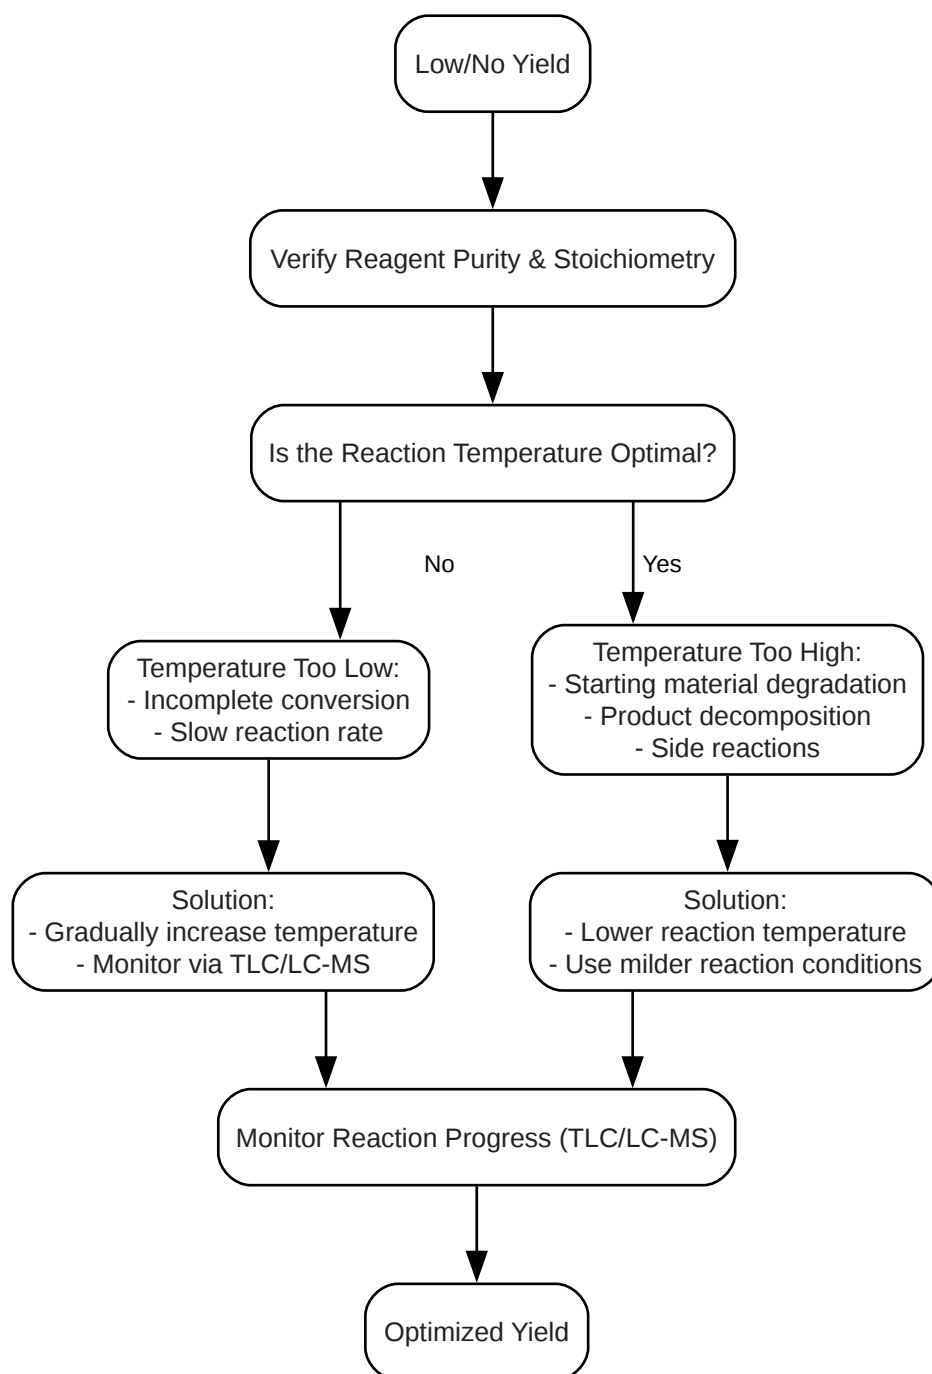 Low/No Yield
Verify Reagent Purity & Stoichiometry
Is the Reaction Temperature Optimal?
No
Yes
Temperature Too Low:
- Incomplete conversion
- Slow reaction rate
Temperature Too High:
- Starting material degradation
- Product decomposition
- Side reactions
Solution:
- Gradually increase temperature
- Monitor via TLC/LC-MS
Solution:
- Lower reaction temperature
- Use milder reaction conditions
Monitor Reaction Progress (TLC/LC-MS)
Optimized Yield